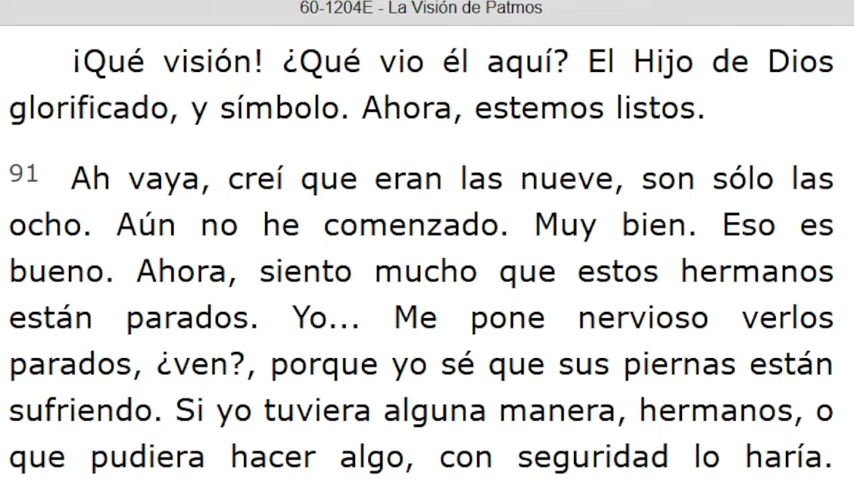 60-1204E - La Visión de Patmos
¡Qué visión! ¿Qué vio él aquí? El Hijo de Dios
glorificado, y símbolo. Ahora, estemos listos.
91 Ah vaya, creí que eran las nueve, son sólo las
ocho. Aún no he comenzado. Muy bien. Eso es
bueno. Ahora, siento mucho que estos hermanos
están parados. Yo... Me pone nervioso verlos
parados, ¿ven?, porque yo sé que sus piernas están
sufriendo. Si yo tuviera alguna manera, hermanos, o
que pudiera hacer algo, con seguridad lo haría.